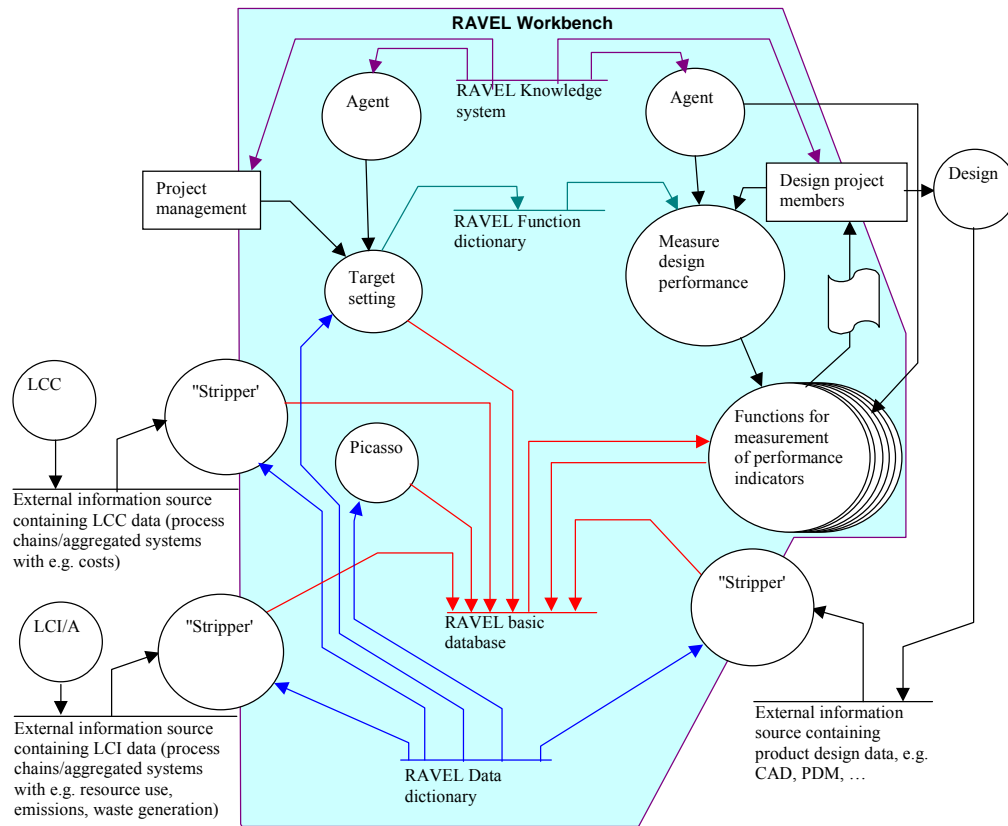 RAVEL Workbench
Agent
RAVEL Knowledge
system
Agent
Project
management
RAVEL Function
dictionary
Design project
members
Design
Target
setting
Measure
design
performance
LCC
"Stripper'
Picasso
Functions for
measurement
of performance
indicators
External information source
containing LCC data (process
chains/aggregated systems
with e.g. costs)
"Stripper'
LCI/A
"Stripper'
RAVEL basic
database
External information source
containing LCI data (process
chains/aggregated systems
with e.g. resource use,
emissions, waste generation)
RAVEL Data
dictionary
External information
source containing
product design data, e.g.
CAD, PDM, …